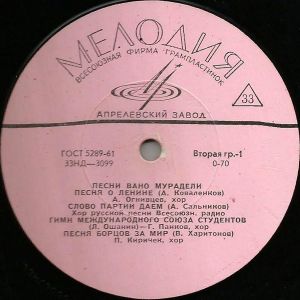 МЕЛОДИЯ
ВСЕСОЮЗНАЯ ФИРМА ГРАМПЛАСТИНОК
33
АПРЕЛЕВСКИЙ ЗАВОД
ГОСТ 5289-61 Вторая гр.-1
33НД—3099 0-70
ПЕСНИ ВАНО МУРАДЕЛИ
ПЕСНЯ О ЛЕНИНЕ (Д. Коваленков)
А. Огнивцев, хор
СЛОВО ПАРТИИ ДАЕМ (А. Сальников)
Хор русской песни Всесоюзн. радио
ГИМН МЕЖДУНАРОДНОГО СОЮЗА СТУДЕНТОВ
(Л. Ошанин)— Г. Панков, хор
ПЕСНЯ БОРЦОВ ЗА МИР (В. Харитонов)
П. Киричек, хор